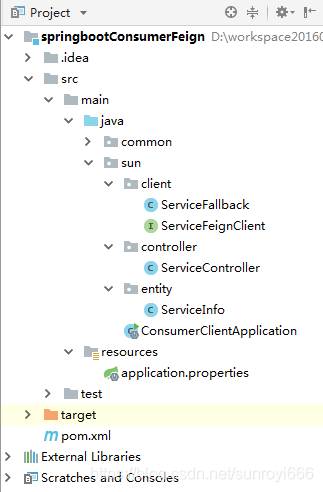 Project
springbootConsumerFeign D:\workspace2016
.idea
src
main
java
common
sun
client
ServiceFallback
ServiceFeignClient
controller
ServiceController
entity
ServiceInfo
ConsumerClientApplication
resources
application.properties
test
target
pom.xml
External Libraries
Scratches and Consoles
https://blog.csdn.net/sunroyi666